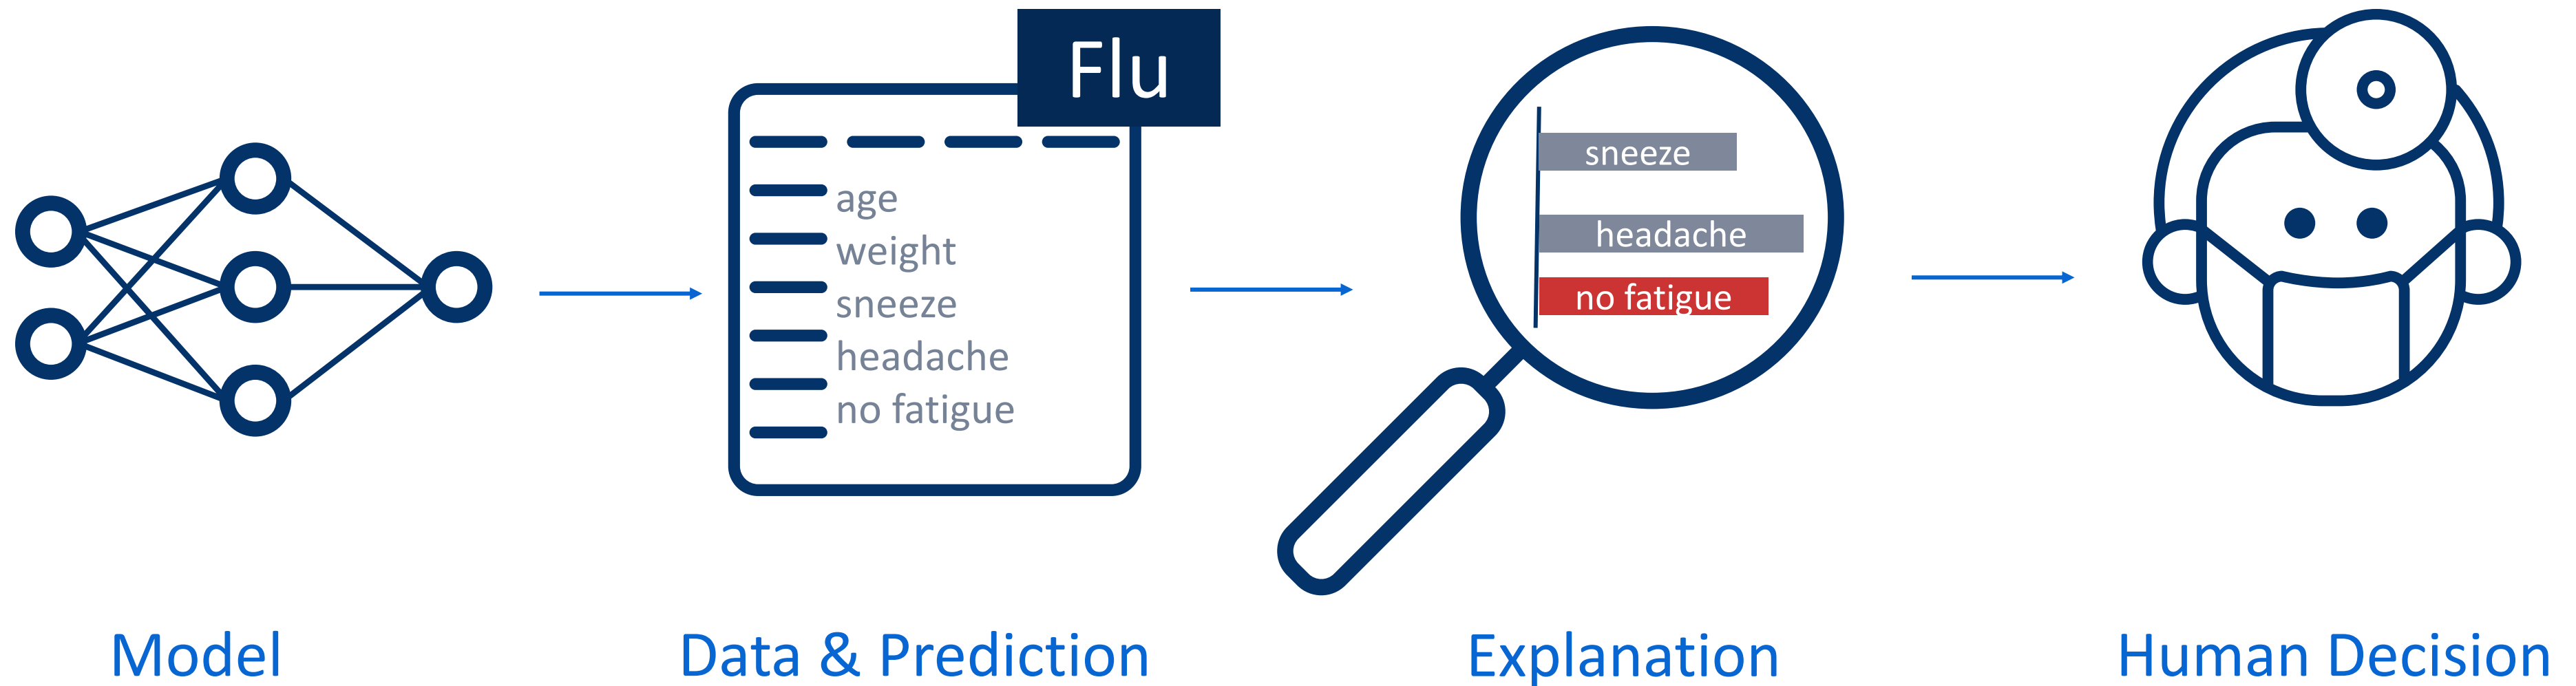 Flu
age
weight
sneeze
headache
no fatigue
sneeze
headache
no fatigue
Model
Data & Prediction
Explanation
Human Decision